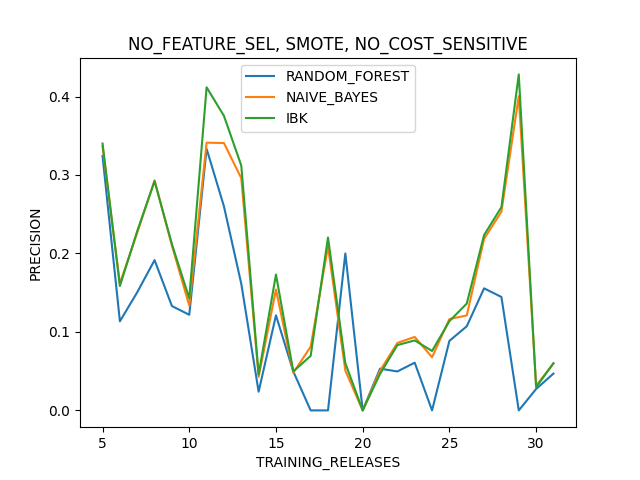 NO_FEATURE_SEL, SMOTE, NO_COST_SENSITIVE
RANDOM_FOREST
NAIVE_BAYES
IBK
PRECISION
0.4
0.3
0.2
0.1
0.0
5
10
15
20
25
30
TRAINING_RELEASES